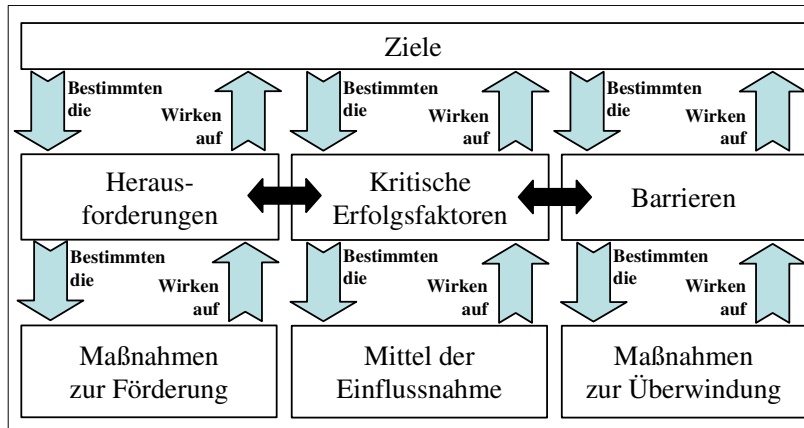 Ziele
Bestimmten
die
Wirken
auf
Bestimmten
die
Wirken
auf
Bestimmten
die
Wirken
auf
Heraus-
forderungen
Kritische
Erfolgsfaktoren
Barrieren
Bestimmten
die
Wirken
auf
Bestimmten
die
Wirken
auf
Bestimmten
die
Wirken
auf
Maßnahmen
zur Förderung
Mittel der
Einflussnahme
Maßnahmen
zur Überwindung